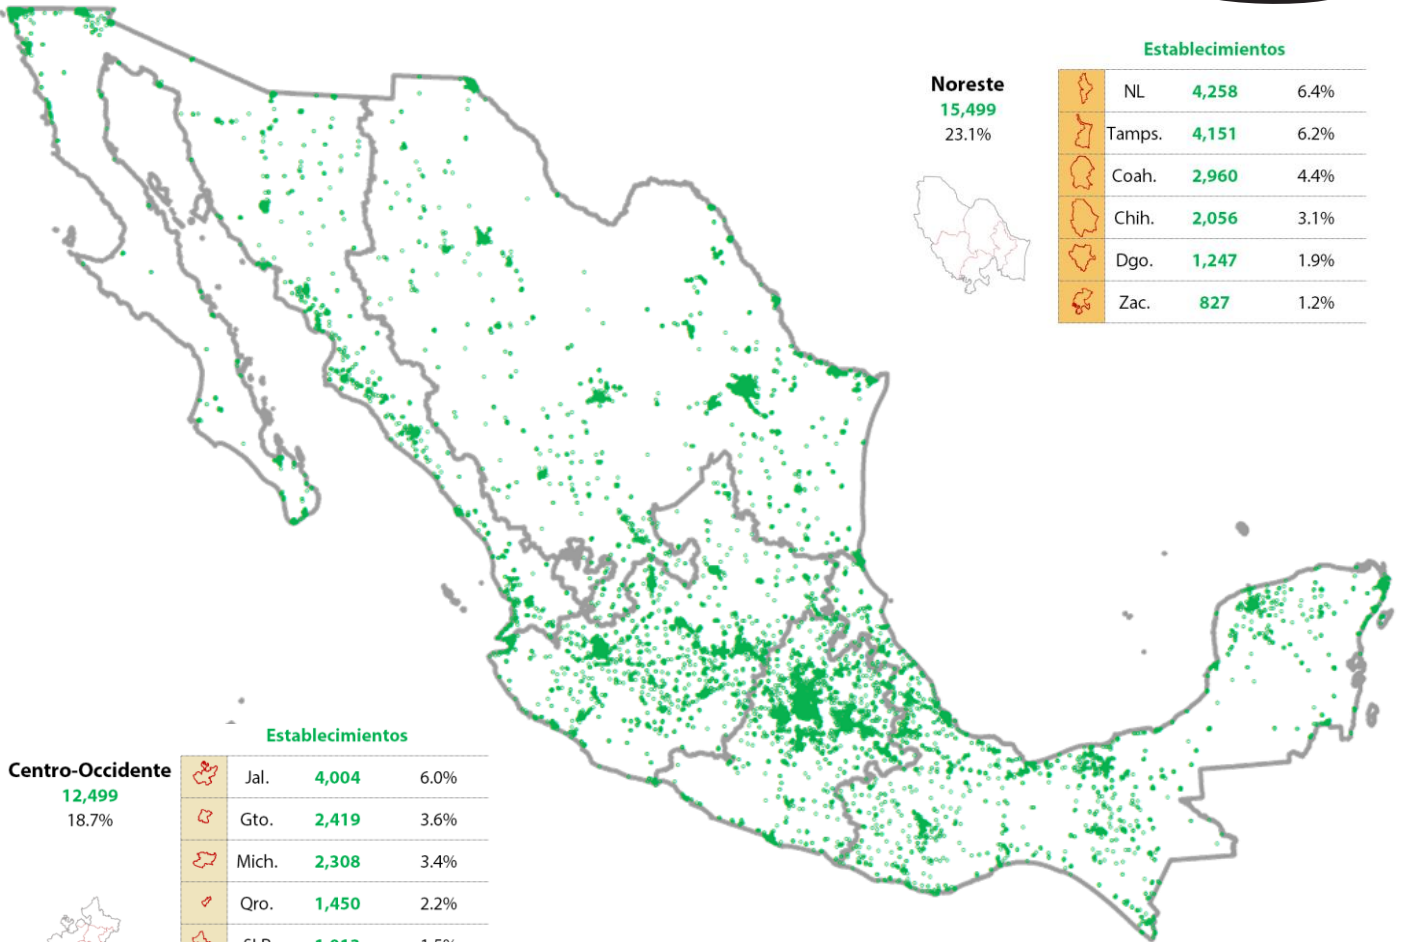 Establecimientos
Noreste
15,499
23.1%
NL 4,258 6.4%
Tamps. 4,151 6.2%
Coah. 2,960 4.4%
Chih. 2,056 3.1%
Dgo. 1,247 1.9%
Zac. 827 1.2%
Establecimientos
Centro-Occidente
12,499
18.7%
Jal. 4,004 6.0%
Gto. 2,419 3.6%
Mich. 2,308 3.4%
Qro. 1,450 2.2%